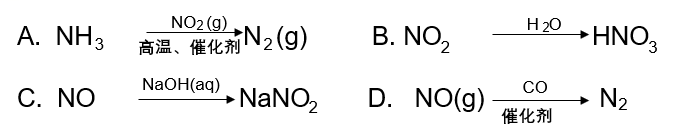 A. NH₃ —NO₂(g) / 高温、催化剂→ N₂(g) B. NO₂ —H₂O→ HNO₃
C. NO —NaOH(aq)→ NaNO₂ D. NO(g) —CO / 催化剂→ N₂